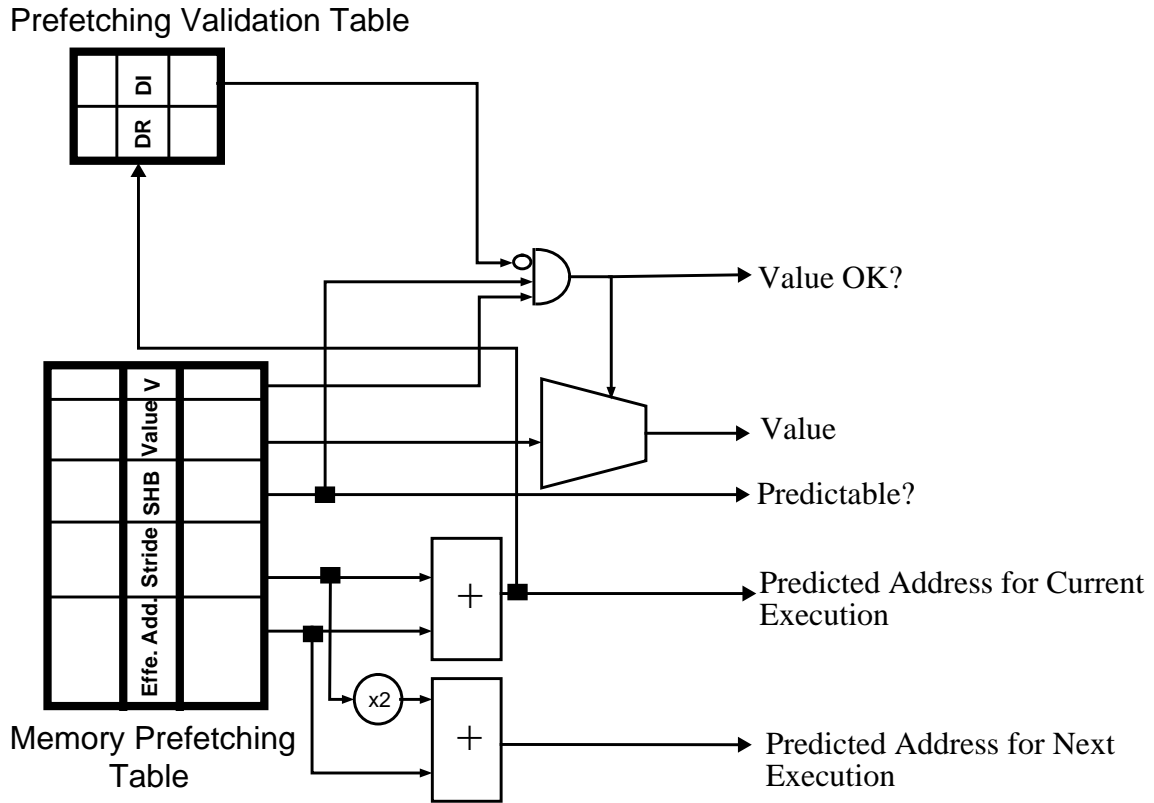 Prefetching Validation Table
DI
DR
Value OK?
V
Value
Value
SHB
Predictable?
Stride
+
Predicted Address for Current
Execution
Effe. Add.
x2
+
Predicted Address for Next
Execution
Memory Prefetching
Table